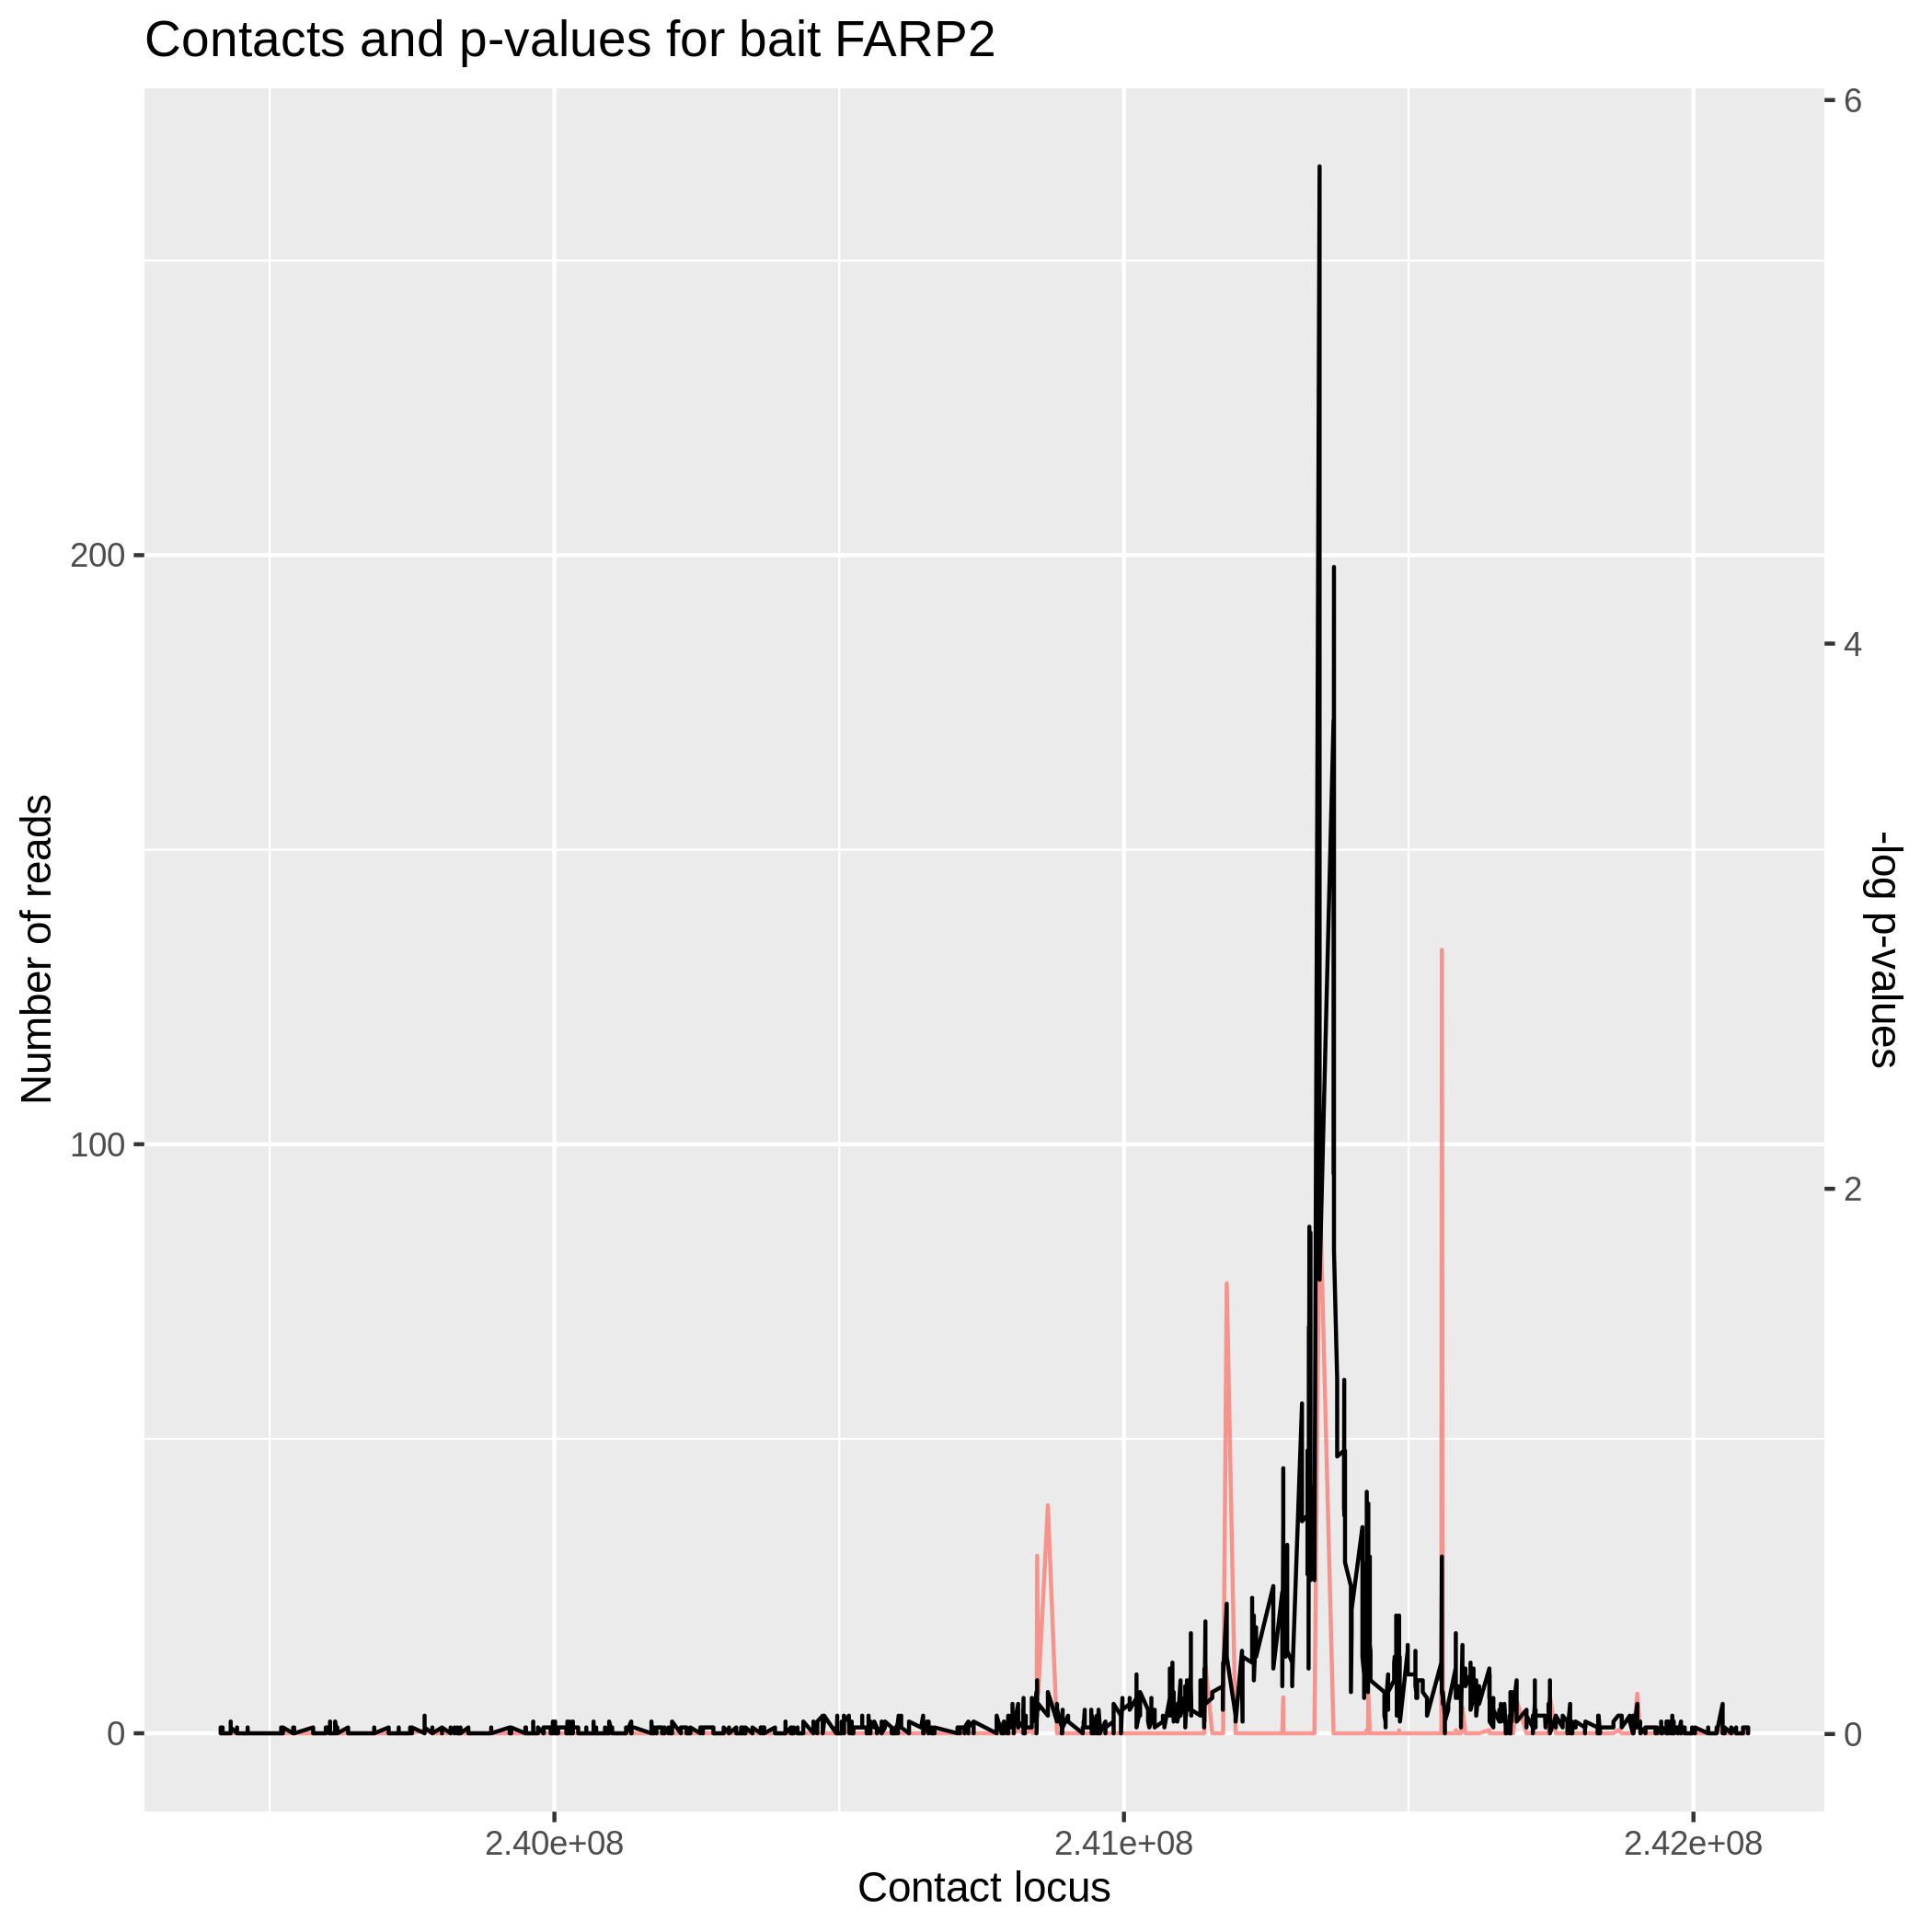 Contacts and p-values for bait FARP2
6
200
4
Number of reads
-log p-values
100
2
0
0
2.40e+08
2.41e+08
2.42e+08
Contact locus